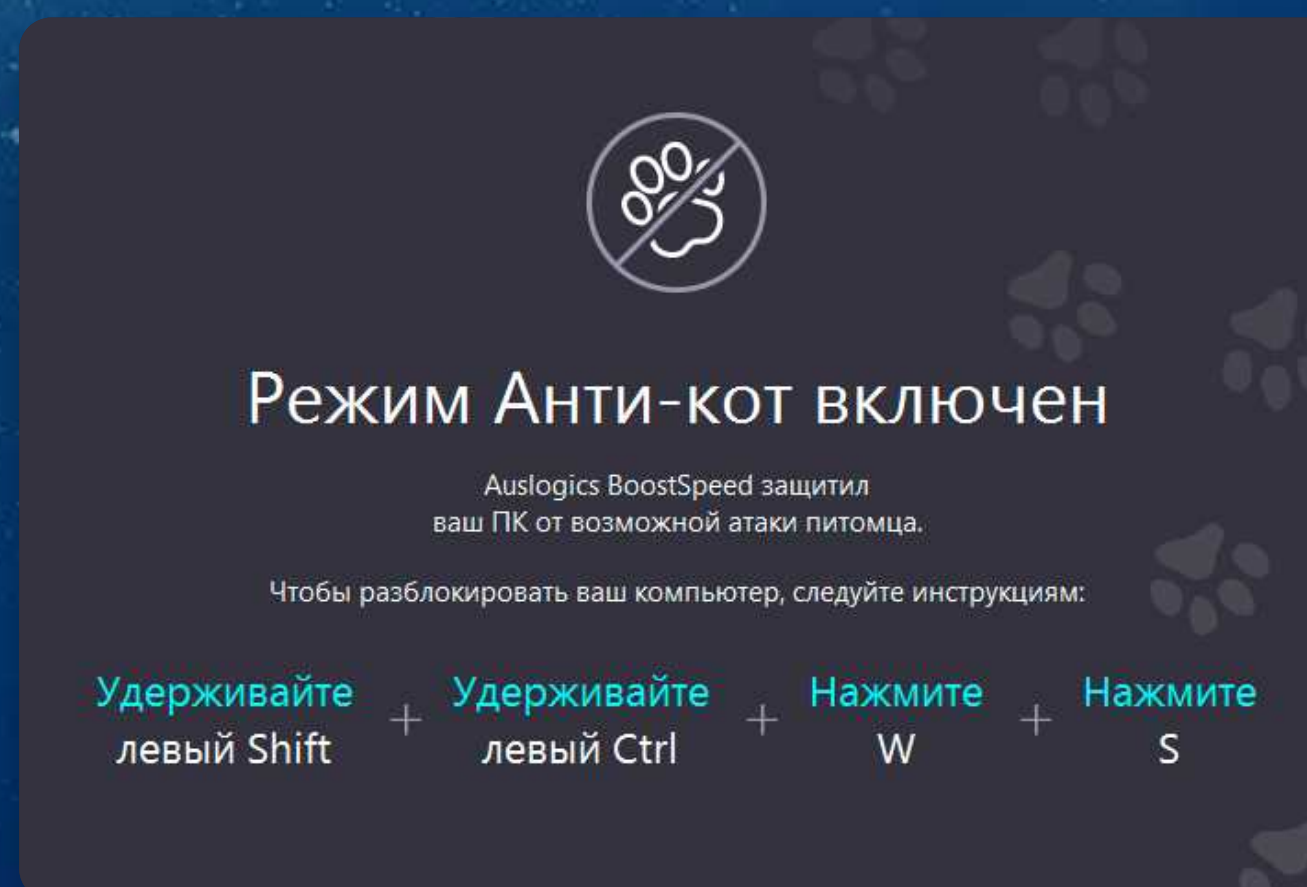 Режим Анти-кот включен
Auslogics BoostSpeed защитил
ваш ПК от возможной атаки питомца.
Чтобы разблокировать ваш компьютер, следуйте инструкциям:
Удерживайте + Удерживайте + Нажмите + Нажмите
левый Shift левый Ctrl W S